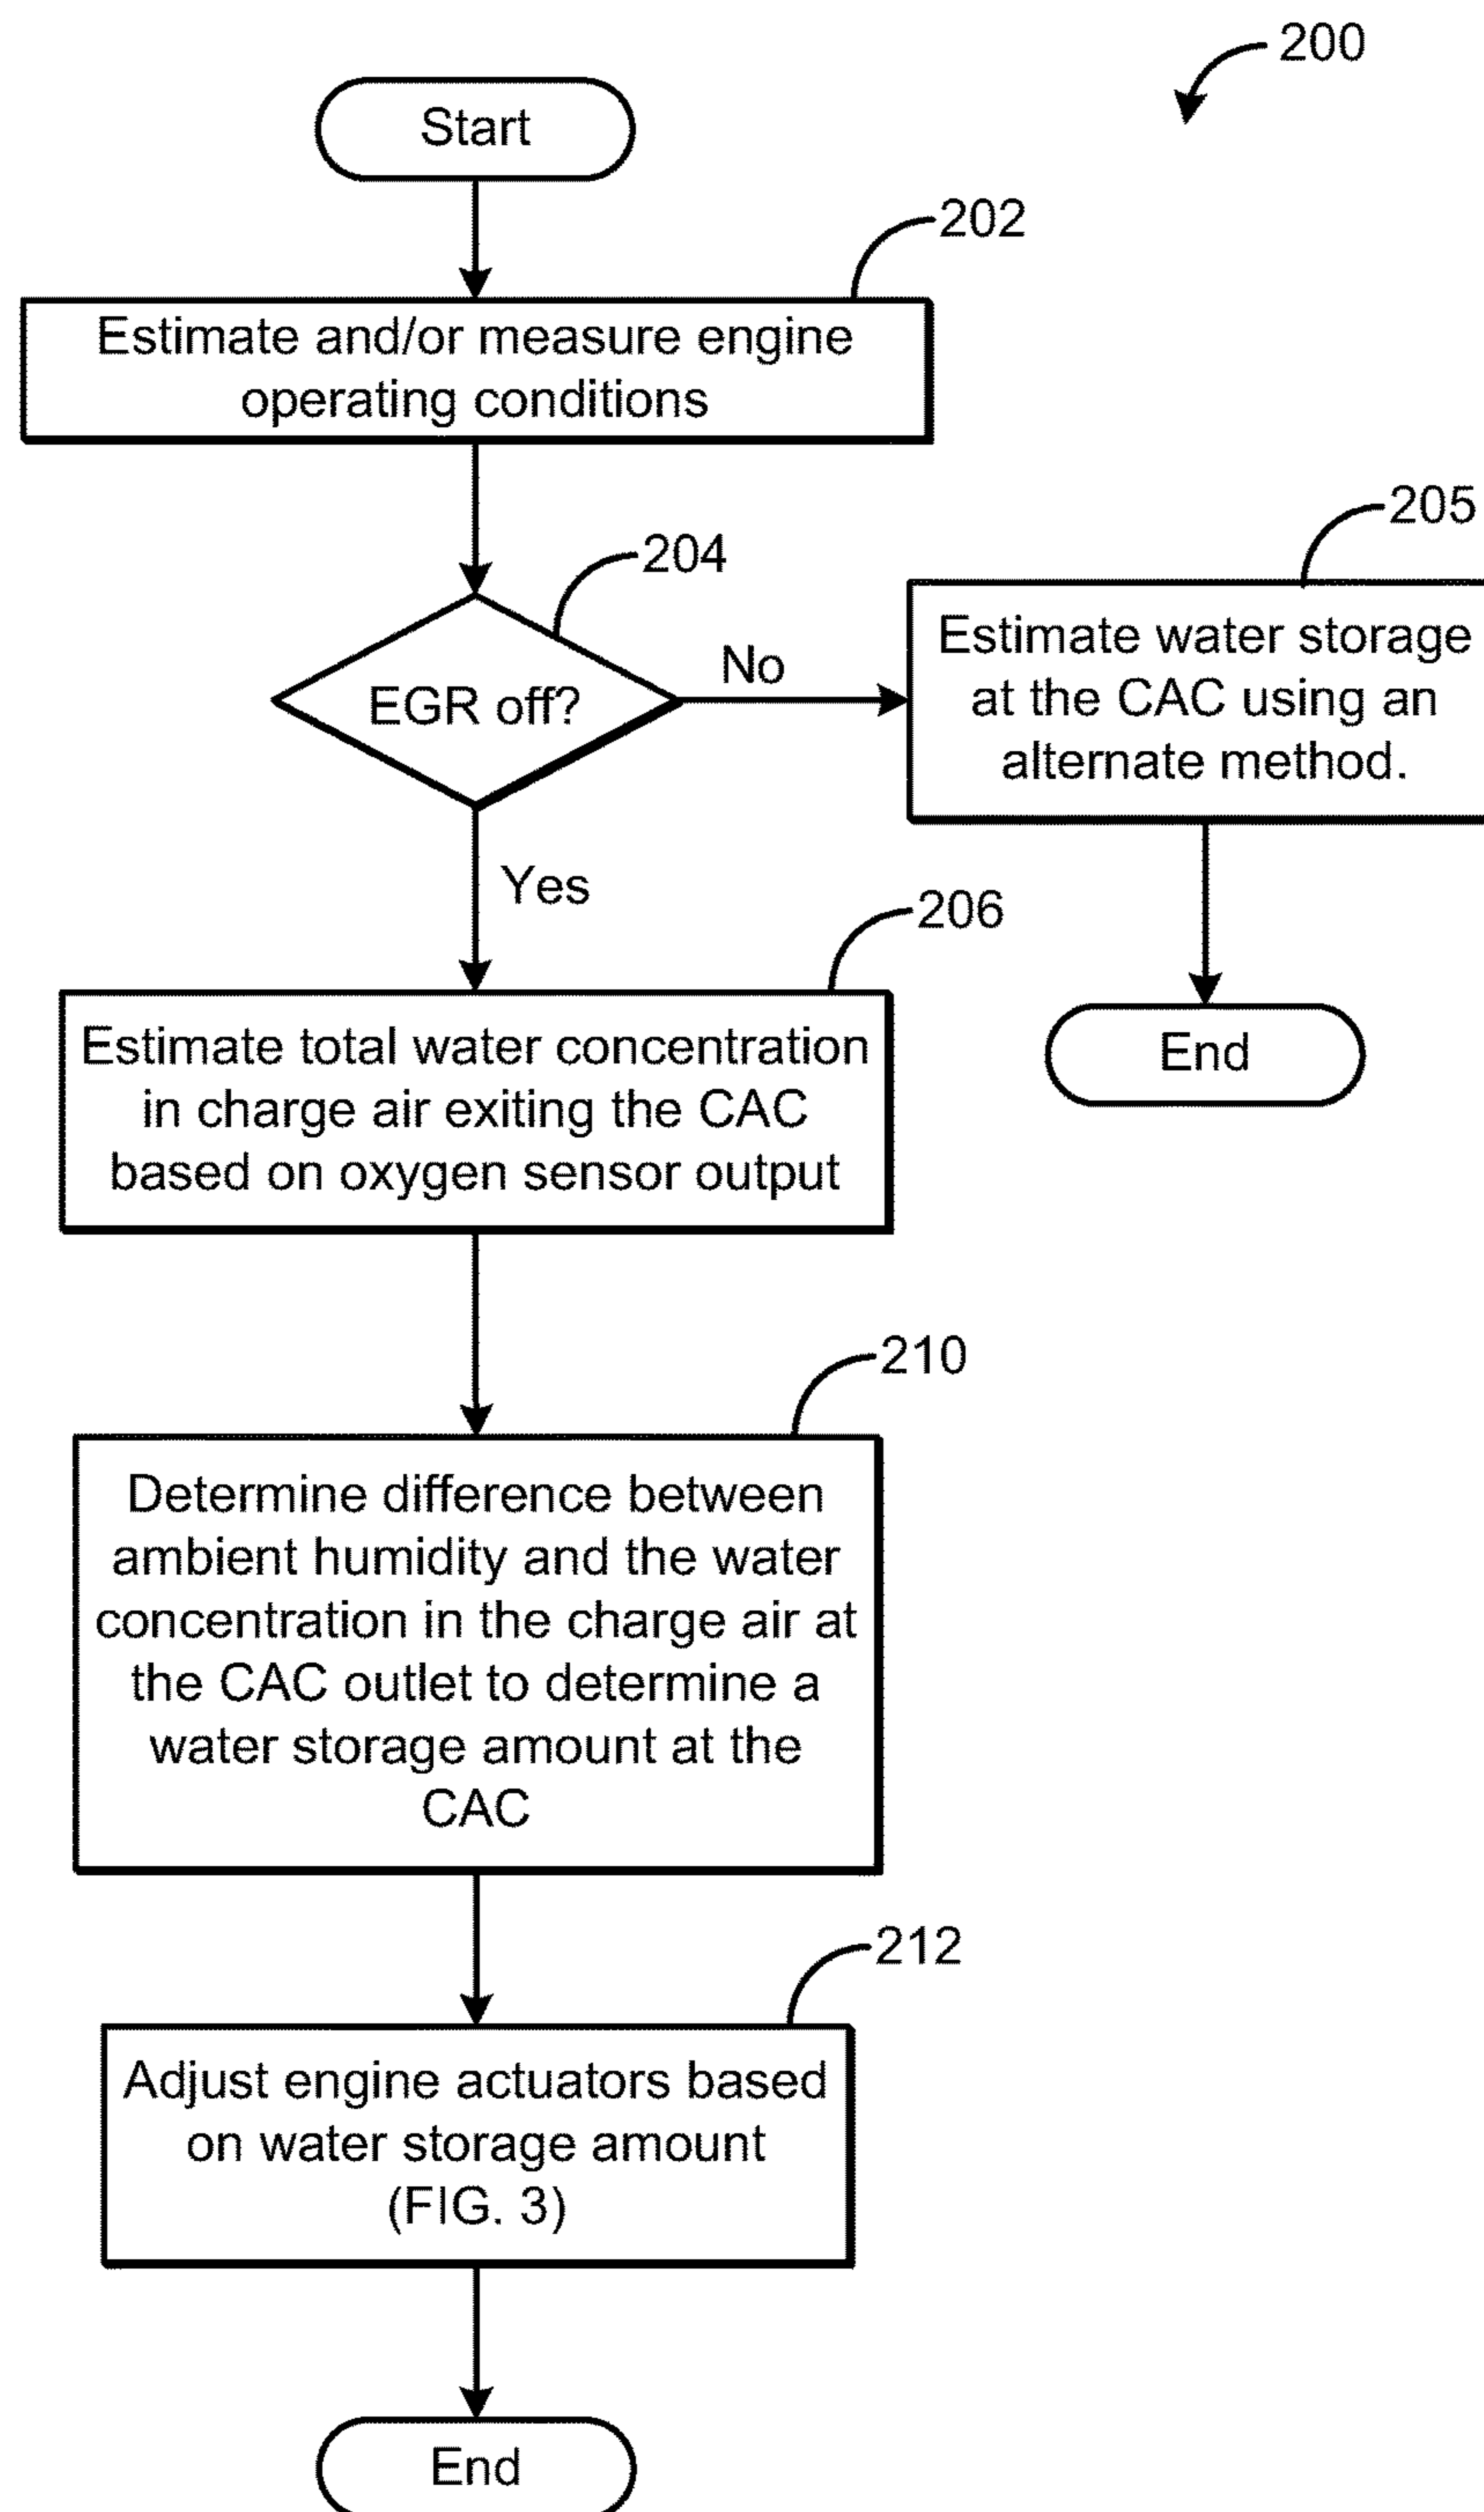 200
Start
202
Estimate and/or measure engine
operating conditions
204
EGR off?
No
205
Estimate water storage
at the CAC using an
alternate method.
End
Yes
206
Estimate total water concentration
in charge air exiting the CAC
based on oxygen sensor output
210
Determine difference between
ambient humidity and the water
concentration in the charge air at
the CAC outlet to determine a
water storage amount at the
CAC
212
Adjust engine actuators based
on water storage amount
(FIG. 3)
End